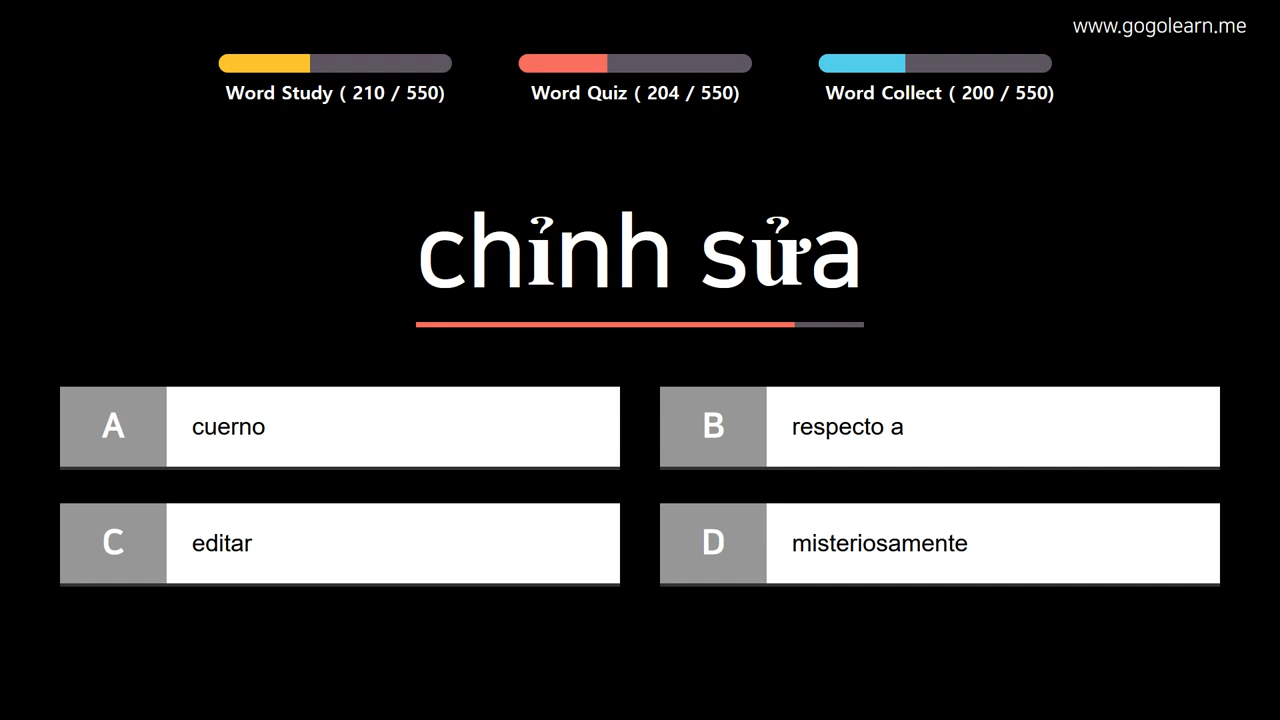 www.gogolearn.me
Word Study ( 210 / 550)
Word Quiz ( 204 / 550)
Word Collect ( 200 / 550)
chỉnh sửa
A cuerno
B respecto a
C editar
D misteriosamente